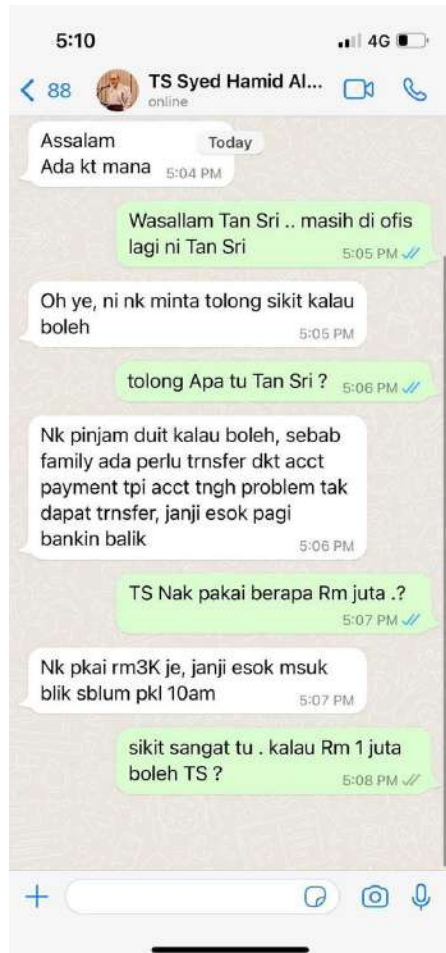 5:10
4G
88
TS Syed Hamid Al...
online
Today
Assalam
Ada kt mana 5:04 PM
Wasallam Tan Sri .. masih di ofis
lagi ni Tan Sri 5:05 PM
Oh ye, ni nk minta tolong sikit kalau
boleh 5:05 PM
tolong Apa tu Tan Sri ? 5:06 PM
Nk pinjam duit kalau boleh, sebab
family ada perlu trnsfer dkt acct
payment tpi acct tngh problem tak
dapat trnsfer, janji esok pagi
bankin balik 5:06 PM
TS Nak pakai berapa Rm juta .?
5:07 PM
Nk pkai rm3K je, janji esok msuk
blik sblum pkl 10am 5:07 PM
sikit sangat tu . kalau Rm 1 juta
boleh TS ? 5:08 PM